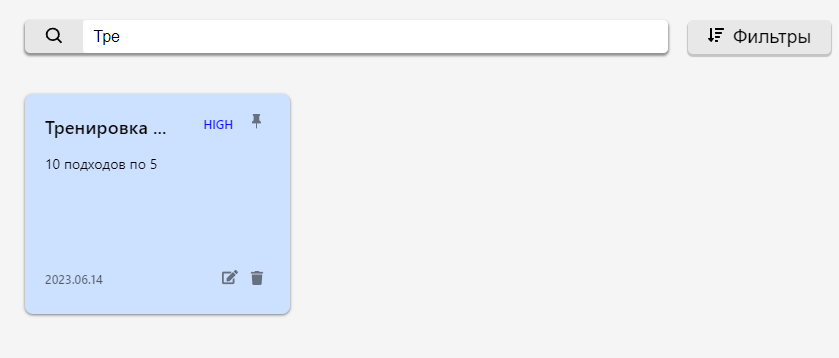 Тре
Фильтры
Тренировка ...
HIGH
10 подходов по 5
2023.06.14